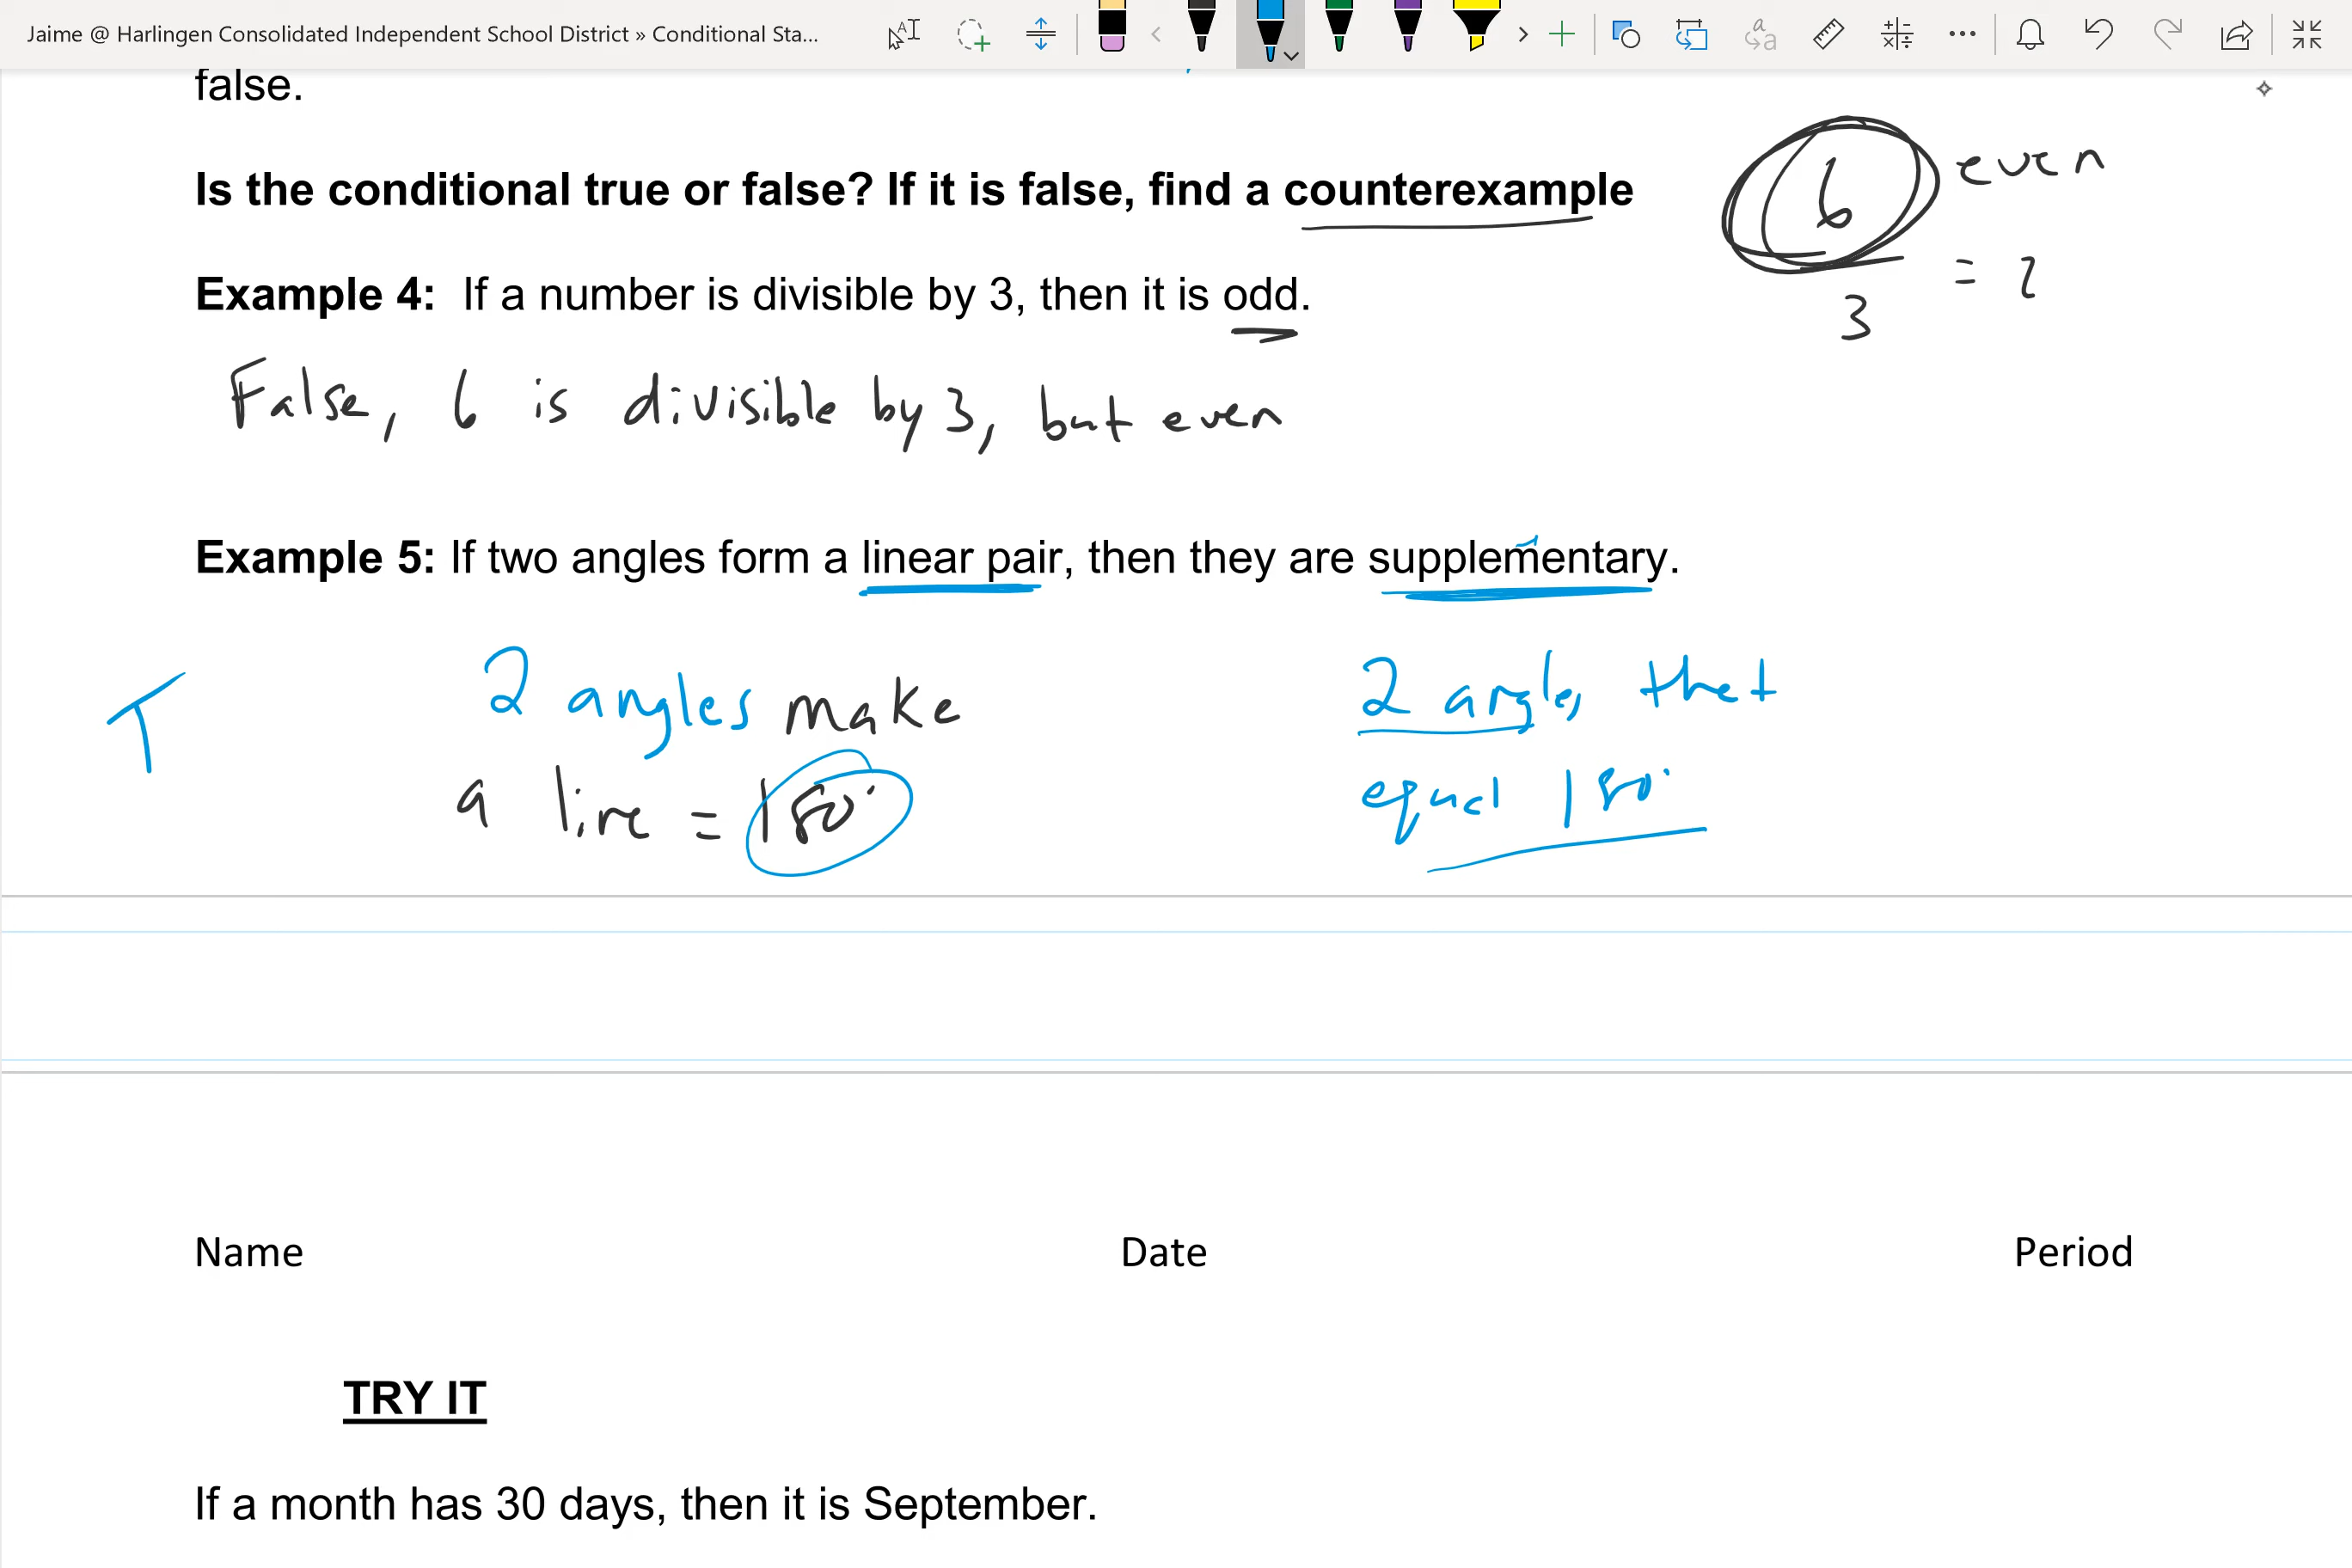 Jaime @ Harlingen Consolidated Independent School District » Conditional Sta...
false.
Is the conditional true or false? If it is false, find a counterexample
6 even
3 = 2
Example 4: If a number is divisible by 3, then it is odd.
False, 6 is divisible by 3, but even
Example 5: If two angles form a linear pair, then they are supplementary.
T
2 angles make
a line = 180°
2 angles that
equal 180°
Name Date Period
TRY IT
If a month has 30 days, then it is September.